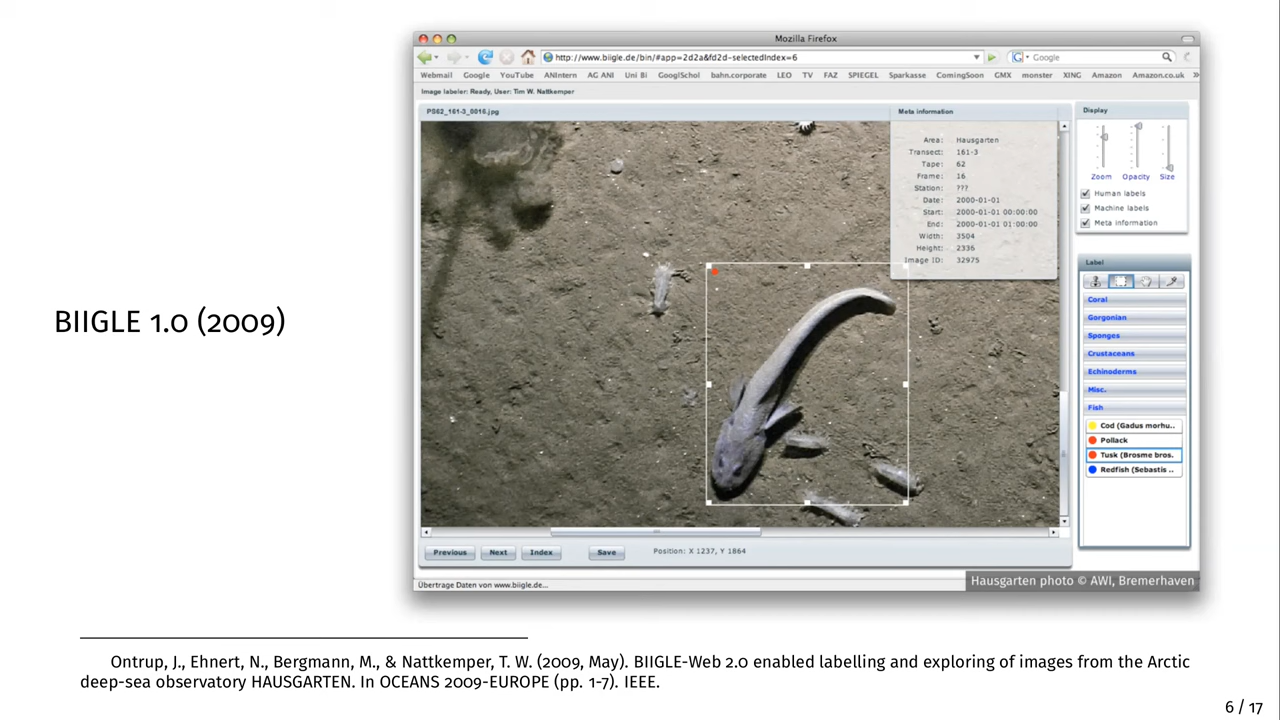 BIIGLE 1.0 (2009)
Mozilla Firefox
http://www.biigle.de/bin/#app=2d2a&fd2d-selectedIndex=6
Google
Webmail Google YouTube ANIntern AG ANI Uni Bi GooglSchol bahn.corporate LEO TV FAZ SPIEGEL Sparkasse ComingSoon GMX monster XING Amazon Amazon.co.uk »
Image labeler: Ready, User: Tim W. Nattkemper
PS62_161-3_0016.jpg
Meta information
Area: Hausgarten
Transect: 161-3
Tape: 62
Frame: 16
Station: ???
Date: 2000-01-01
Start: 2000-01-01 00:00:00
End: 2000-01-01 01:00:00
Width: 3504
Height: 2336
Image ID: 32975
Display
Zoom Opacity Size
Human labels
Machine labels
Meta information
Label
Coral
Gorgonian
Sponges
Crustaceans
Echinoderms
Misc.
Fish
Cod (Gadus morhu..
Pollack
Tusk (Brosme bros.
Redfish (Sebastis ..
Previous Next Index Save Position: X 1237, Y 1864
Übertrage Daten von www.biigle.de...
Hausgarten photo © AWI, Bremerhaven
Ontrup, J., Ehnert, N., Bergmann, M., & Nattkemper, T. W. (2009, May). BIIGLE-Web 2.0 enabled labelling and exploring of images from the Arctic
deep-sea observatory HAUSGARTEN. In OCEANS 2009-EUROPE (pp. 1-7). IEEE.
6 / 17